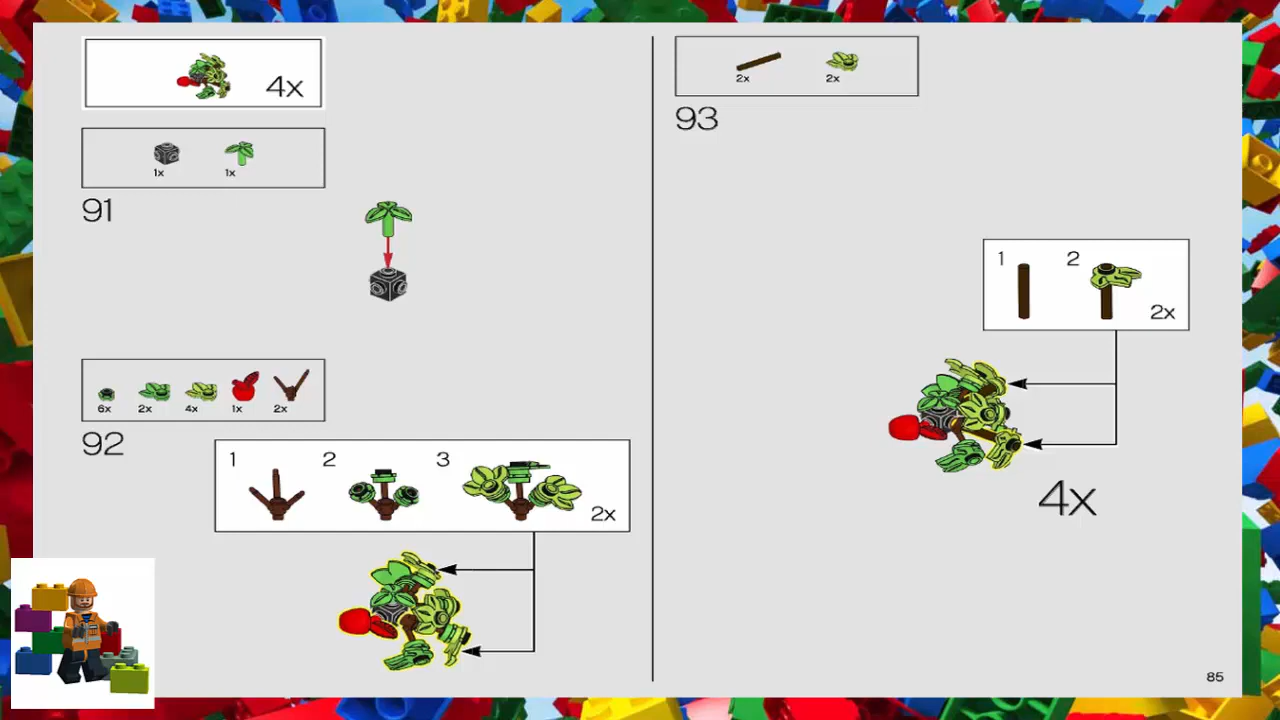 4x
1x 1x
91
6x 2x 4x 1x 2x
92
1 2 3
2x
2x 2x
93
1 2
2x
4x
85